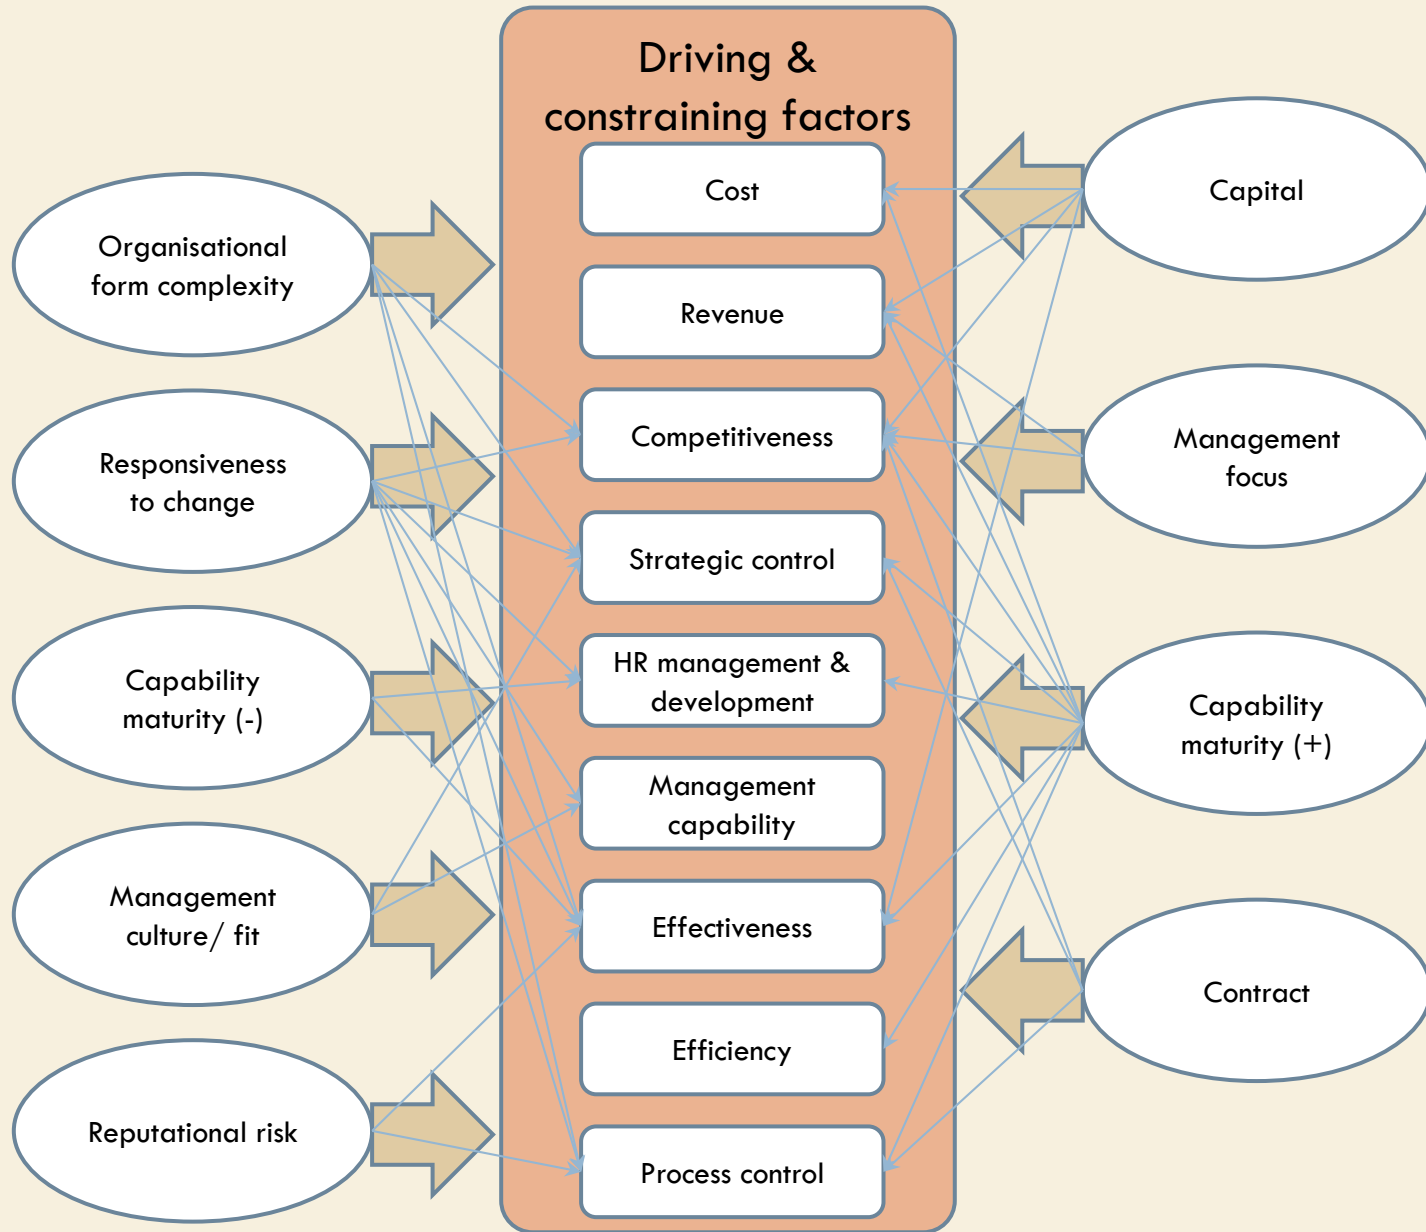 Driving &
constraining factors
Organisational
form complexity
Responsiveness
to change
Capability
maturity (-)
Management
culture/ fit
Reputational risk
Cost
Revenue
Competitiveness
Strategic control
HR management &
development
Management
capability
Effectiveness
Efficiency
Process control
Capital
Management
focus
Capability
maturity (+)
Contract